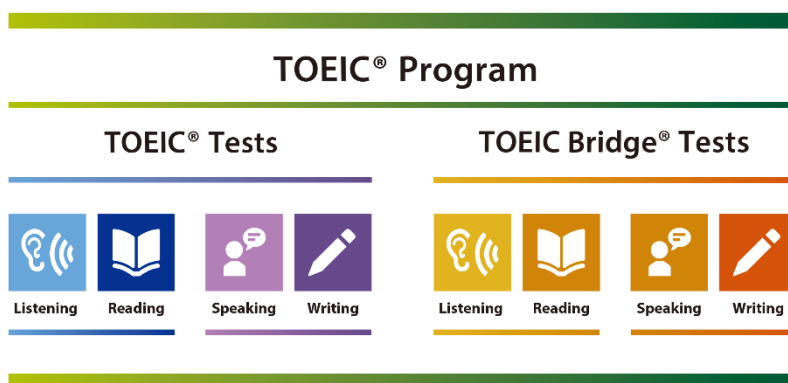 TOEIC® Program
TOEIC® Tests
Listening
Reading
Speaking
Writing
TOEIC Bridge® Tests
Listening
Reading
Speaking
Writing